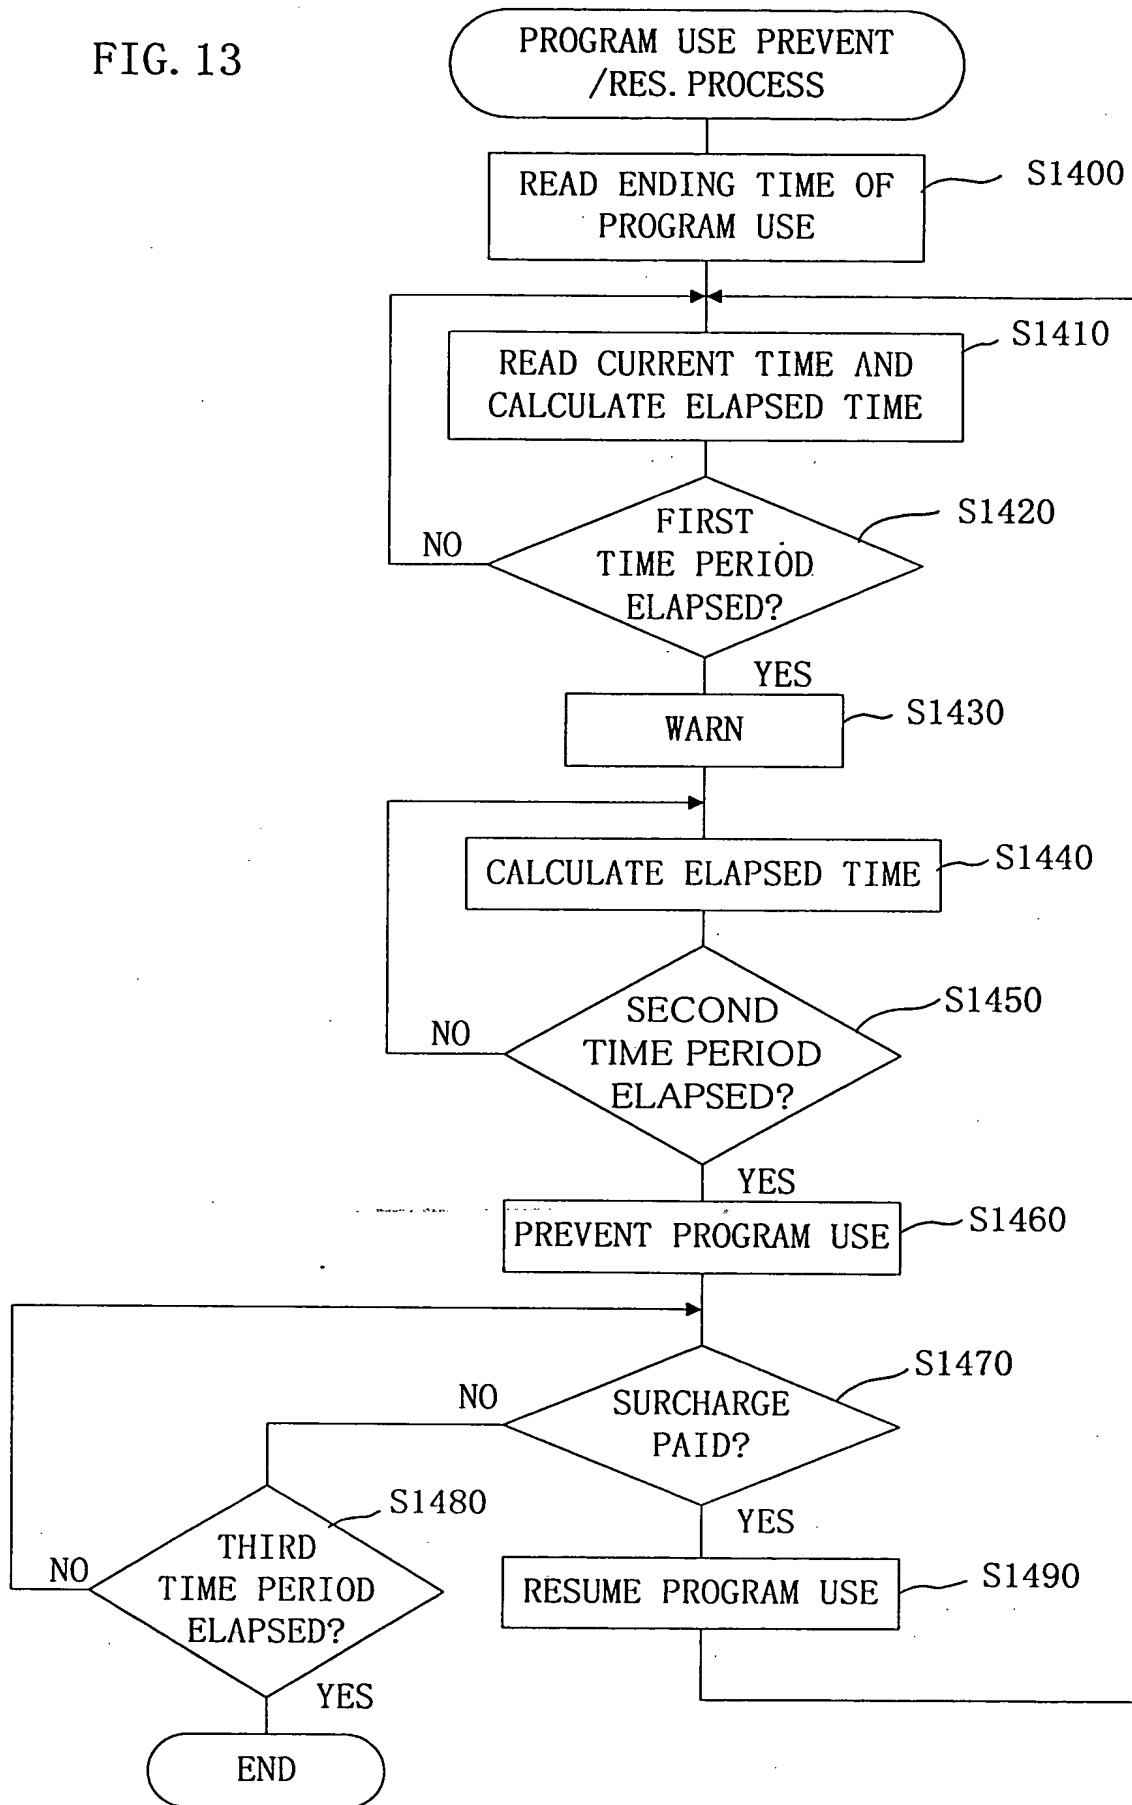 FIG. 13
PROGRAM USE PREVENT
/RES. PROCESS
READ ENDING TIME OF
PROGRAM USE
S1400
READ CURRENT TIME AND
CALCULATE ELAPSED TIME
S1410
FIRST
TIME PERIOD
ELAPSED?
S1420
NO
YES
WARN
S1430
CALCULATE ELAPSED TIME
S1440
SECOND
TIME PERIOD
ELAPSED?
S1450
NO
YES
PREVENT PROGRAM USE
S1460
SURCHARGE
PAID?
S1470
NO
YES
THIRD
TIME PERIOD
ELAPSED?
S1480
NO
YES
RESUME PROGRAM USE
S1490
END